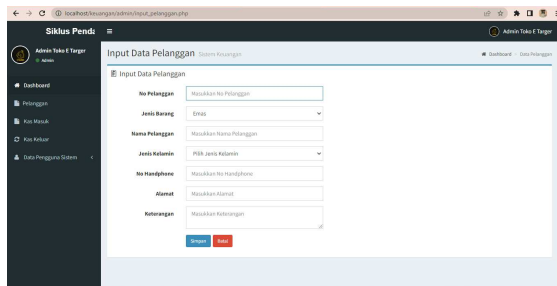 localhost/keuangan/admin/input_pelanggan.php
Siklus Penda
Admin Toko E Targer
Admin Toko E Targer
Admin
Dashboard
Pelanggan
Kas Masuk
Kas Keluar
Data Pengguna Sistem
Input Data Pelanggan Sistem Keuangan
Dashboard > Data Pelanggan
Input Data Pelanggan
No Pelanggan Masukkan No Pelanggan
Jenis Barang Emas
Nama Pelanggan Masukkan Nama Pelanggan
Jenis Kelamin Pilih Jenis Kelamin
No Handphone Masukkan No Handphone
Alamat Masukkan Alamat
Keterangan Masukkan Keterangan
Simpan Batal